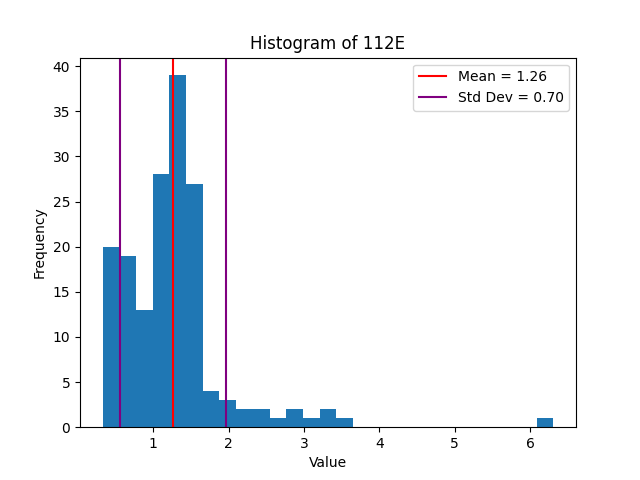 Histogram of 112E
Mean = 1.26
Std Dev = 0.70
40
35
30
25
20
15
10
5
0
Frequency
1 2 3 4 5 6
Value